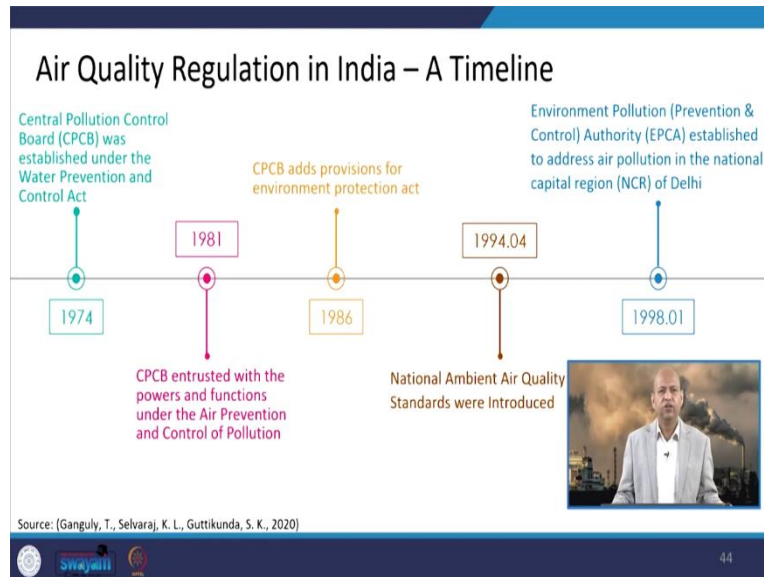 Air Quality Regulation in India – A Timeline
Central Pollution Control
Board (CPCB) was
established under the
Water Prevention and
Control Act
1974
1981
CPCB entrusted with the
powers and functions
under the Air Prevention
and Control of Pollution
CPCB adds provisions for
environment protection act
1986
1994.04
National Ambient Air Quality
Standards were Introduced
Environment Pollution (Prevention &
Control) Authority (EPCA) established
to address air pollution in the national
capital region (NCR) of Delhi
1998.01
Source: (Ganguly, T., Selvaraj, K. L., Guttikunda, S. K., 2020)
swayam
44